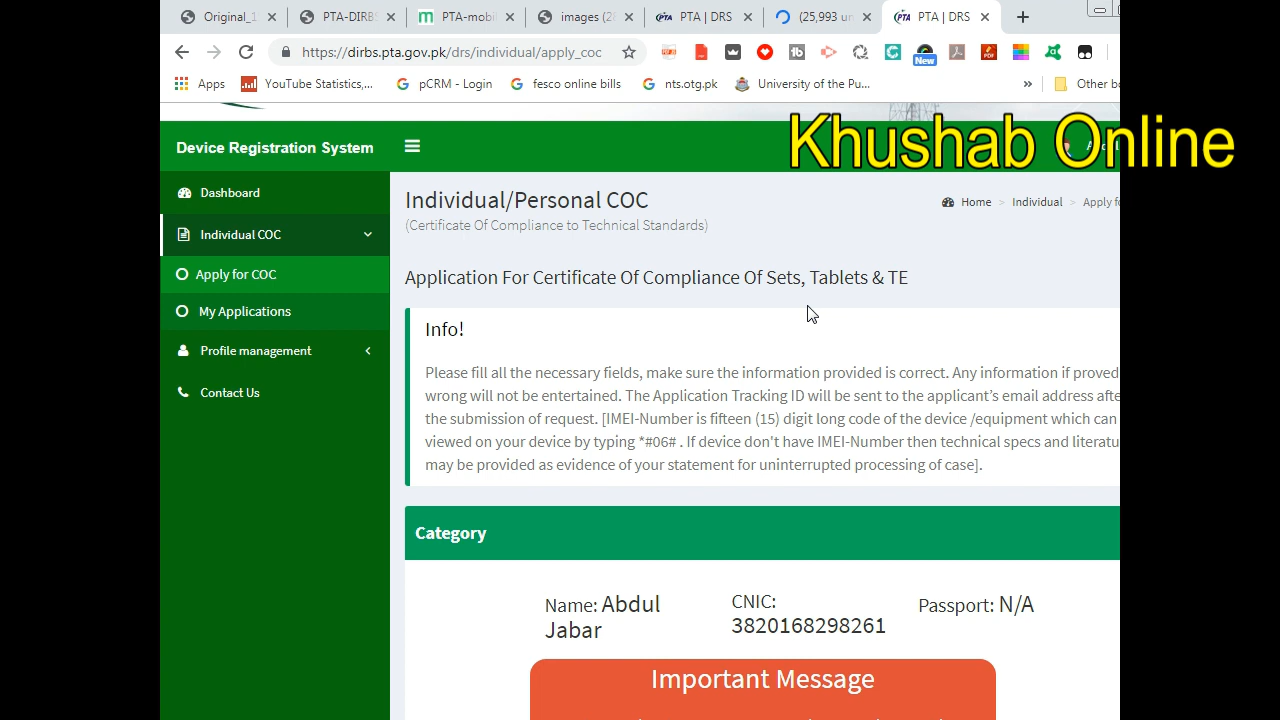 Original_1
PTA-DIRBS
PTA-mobil
images (28
PTA | DRS
(25,993 un
PTA | DRS
https://dirbs.pta.gov.pk/drs/individual/apply_coc
New
Apps
YouTube Statistics,...
pCRM - Login
fesco online bills
nts.otg.pk
University of the Pu...
»
Other bo
Khushab Online
Device Registration System
Dashboard
Individual COC
Apply for COC
My Applications
Profile management
Contact Us
Individual/Personal COC
Home > Individual > Apply fo
(Certificate Of Compliance to Technical Standards)
Application For Certificate Of Compliance Of Sets, Tablets & TE
Info!
Please fill all the necessary fields, make sure the information provided is correct. Any information if proved
wrong will not be entertained. The Application Tracking ID will be sent to the applicant's email address afte
the submission of request. [IMEI-Number is fifteen (15) digit long code of the device /equipment which can
viewed on your device by typing *#06# . If device don't have IMEI-Number then technical specs and literatu
may be provided as evidence of your statement for uninterrupted processing of case].
Category
Name: Abdul
Jabar
CNIC:
3820168298261
Passport: N/A
Important Message